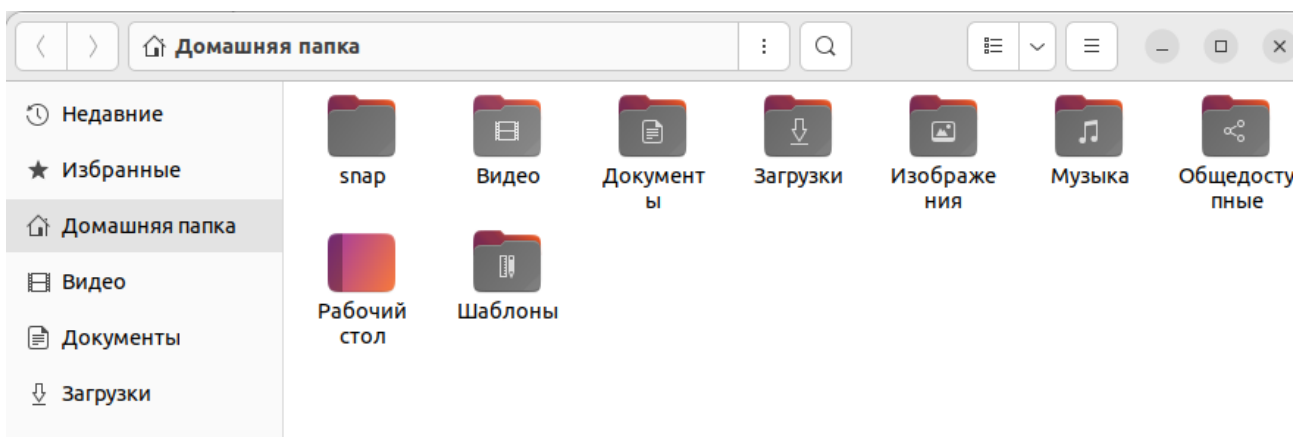 Домашняя папка
Недавние
Избранные
Домашняя папка
Видео
Документы
Загрузки
snap
Видео
Документ
ы
Загрузки
Изображе
ния
Музыка
Общедосту
пные
Рабочий
стол
Шаблоны